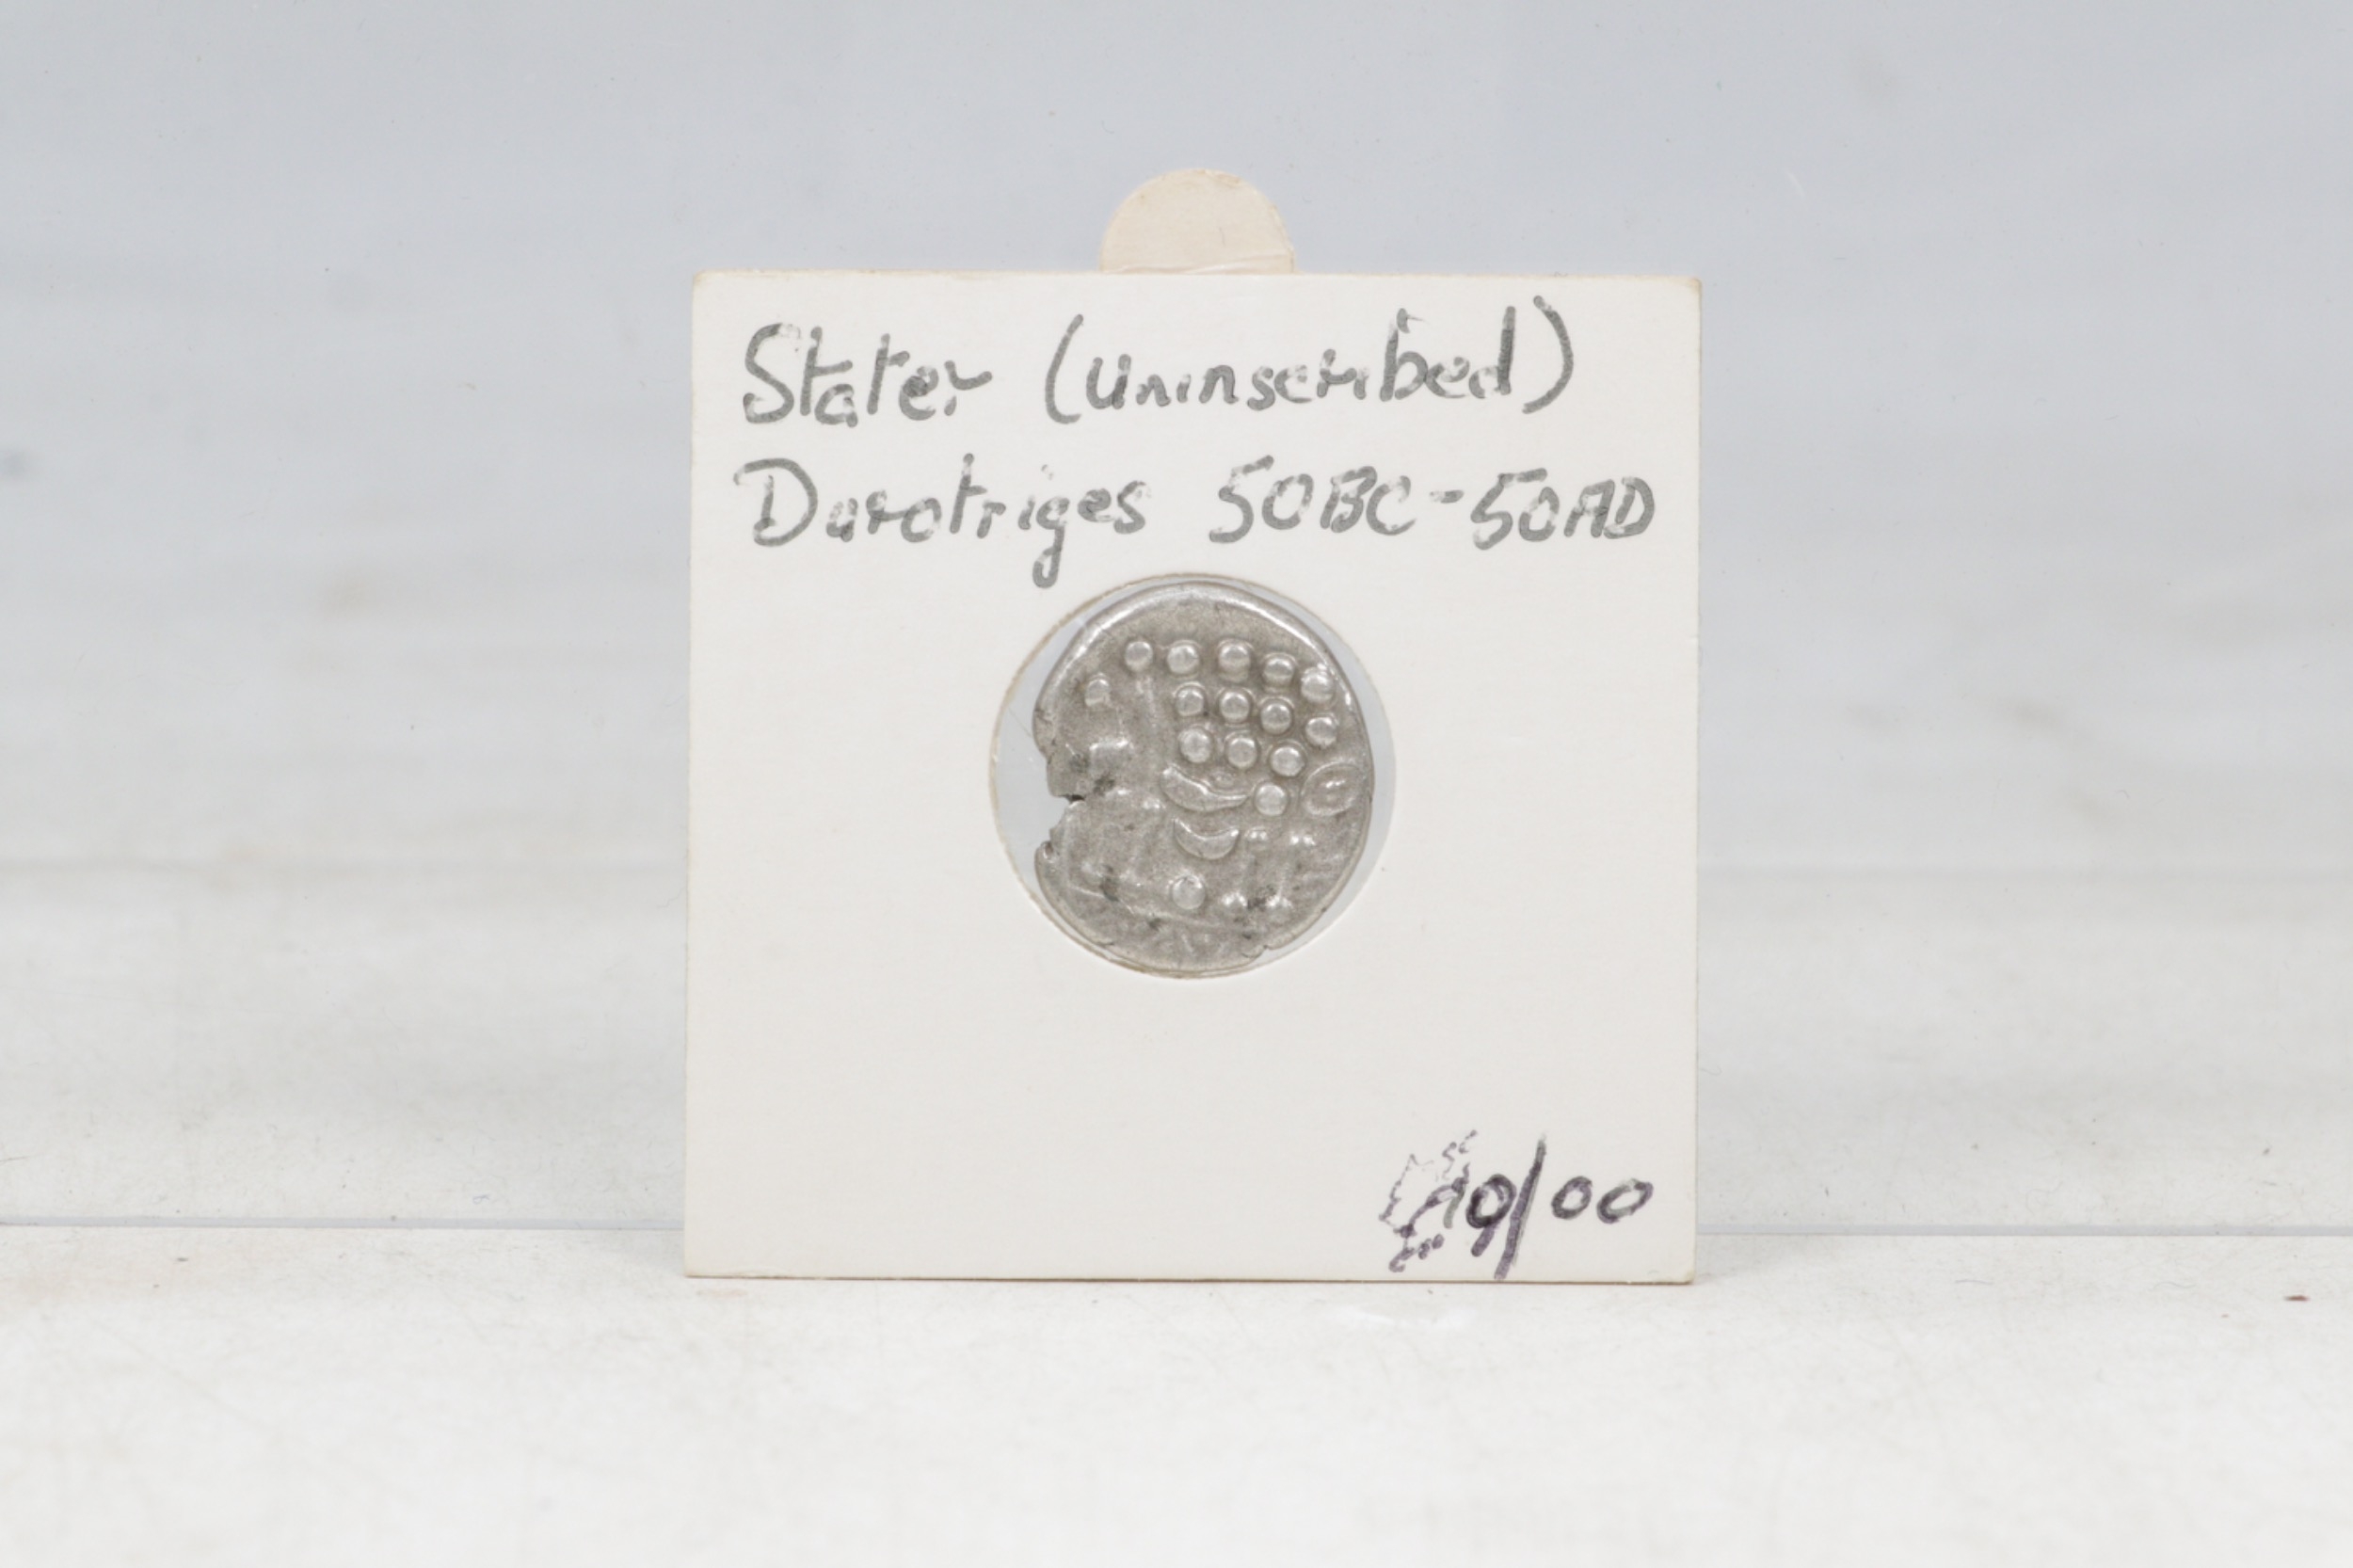 Stater (uninscribed)
Durotriges 50BC-50AD